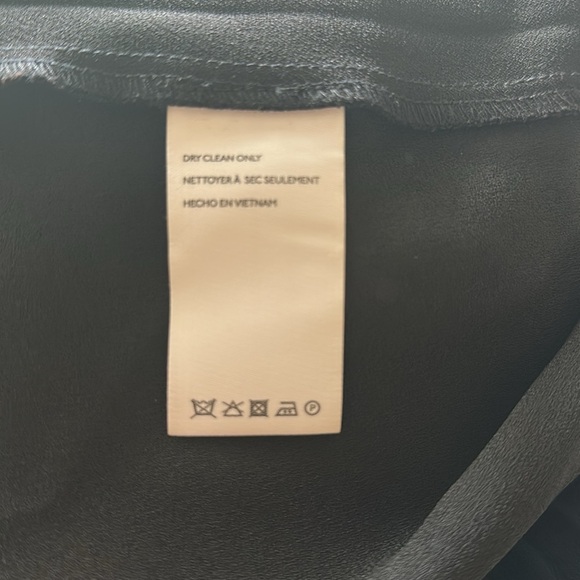 DRY CLEAN ONLY
NETTOYER À SEC SEULEMENT
HECHO EN VIETNAM
P